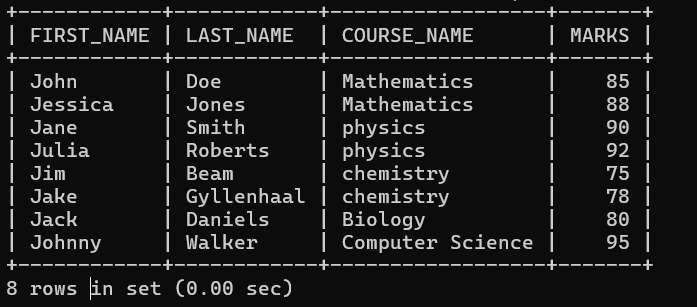 +------------+------------+------------------+-------+
| FIRST_NAME | LAST_NAME  | COURSE_NAME      | MARKS |
+------------+------------+------------------+-------+
| John       | Doe        | Mathematics      |    85 |
| Jessica    | Jones      | Mathematics      |    88 |
| Jane       | Smith      | physics          |    90 |
| Julia      | Roberts    | physics          |    92 |
| Jim        | Beam       | chemistry        |    75 |
| Jake       | Gyllenhaal | chemistry        |    78 |
| Jack       | Daniels    | Biology          |    80 |
| Johnny     | Walker     | Computer Science |    95 |
+------------+------------+------------------+-------+
8 rows in set (0.00 sec)